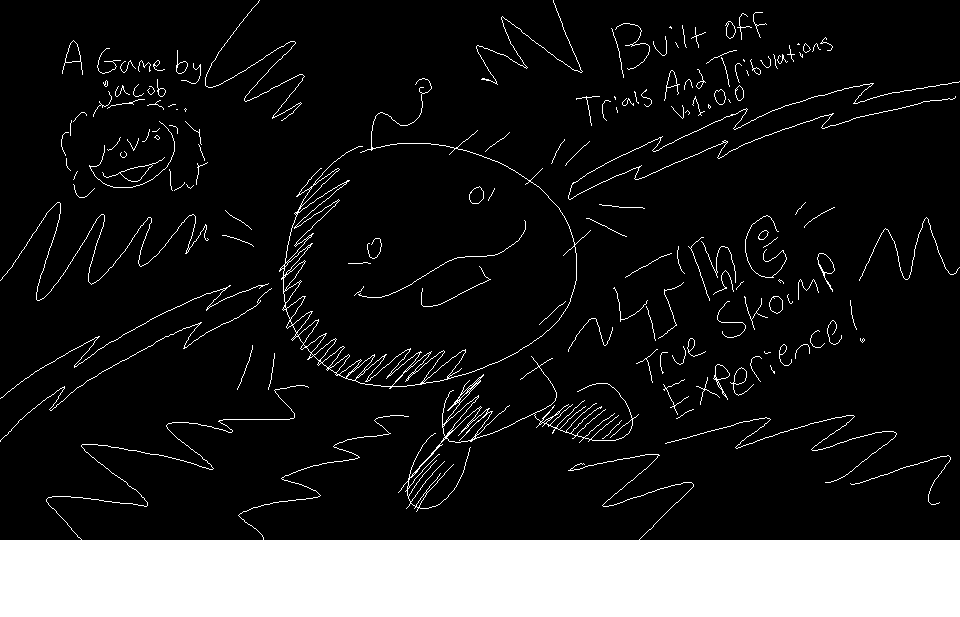 A Game by
jacob
Built off
Trials And Tribulations
v.1.0.0
The
True Skoimp
Experience!